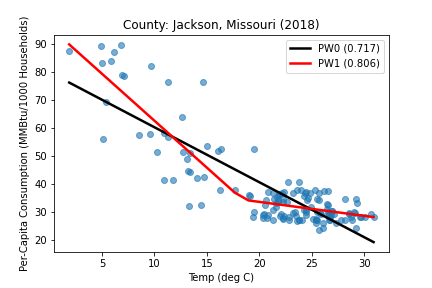 County: Jackson, Missouri (2018)
PW0 (0.717)
PW1 (0.806)
Per-Capita Consumption (MMBtu/1000 Households)
90
80
70
60
50
40
30
20
5 10 15 20 25 30
Temp (deg C)